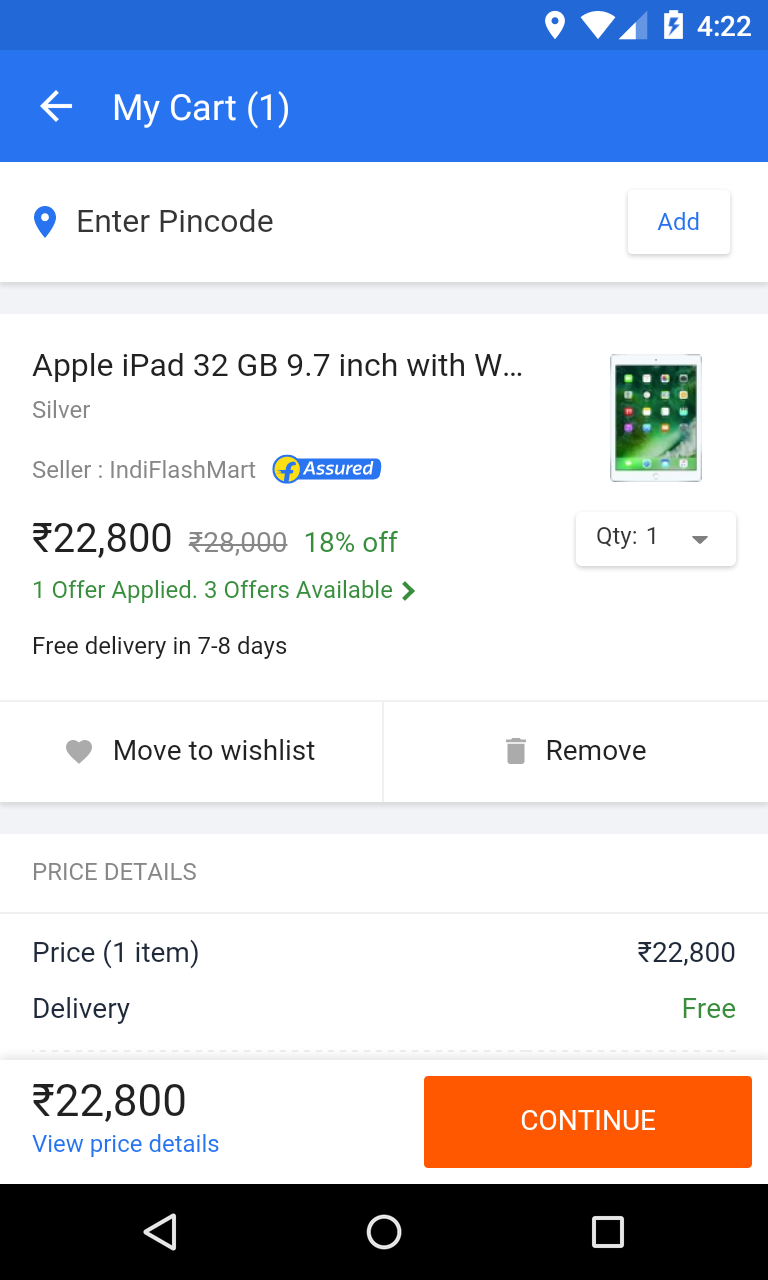 4:22
My Cart (1)
Enter Pincode
Add
Apple iPad 32 GB 9.7 inch with W...
Silver
Seller : IndiFlashMart Assured
₹22,800 ₹28,000 18% off
Qty: 1
1 Offer Applied. 3 Offers Available
Free delivery in 7-8 days
Move to wishlist
Remove
PRICE DETAILS
Price (1 item) ₹22,800
Delivery Free
₹22,800
View price details
CONTINUE